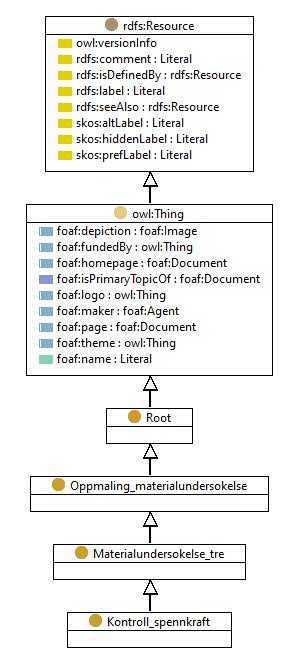 rdfs:Resource
owl:versionInfo
rdfs:comment : Literal
rdfs:isDefinedBy : rdfs:Resource
rdfs:label : Literal
rdfs:seeAlso : rdfs:Resource
skos:altLabel : Literal
skos:hiddenLabel : Literal
skos:prefLabel : Literal
owl:Thing
foaf:depiction : foaf:Image
foaf:fundedBy : owl:Thing
foaf:homepage : foaf:Document
foaf:isPrimaryTopicOf : foaf:Document
foaf:logo : owl:Thing
foaf:maker : foaf:Agent
foaf:page : foaf:Document
foaf:theme : owl:Thing
foaf:name : Literal
Root
Oppmaling_materialundersokelse
Materialundersokelse_tre
Kontroll_spennkraft